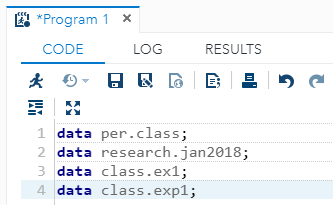 *Program 1 ×
CODE LOG RESULTS
1 data per.class;
2 data research.jan2018;
3 data class.ex1;
4 data class.exp1;